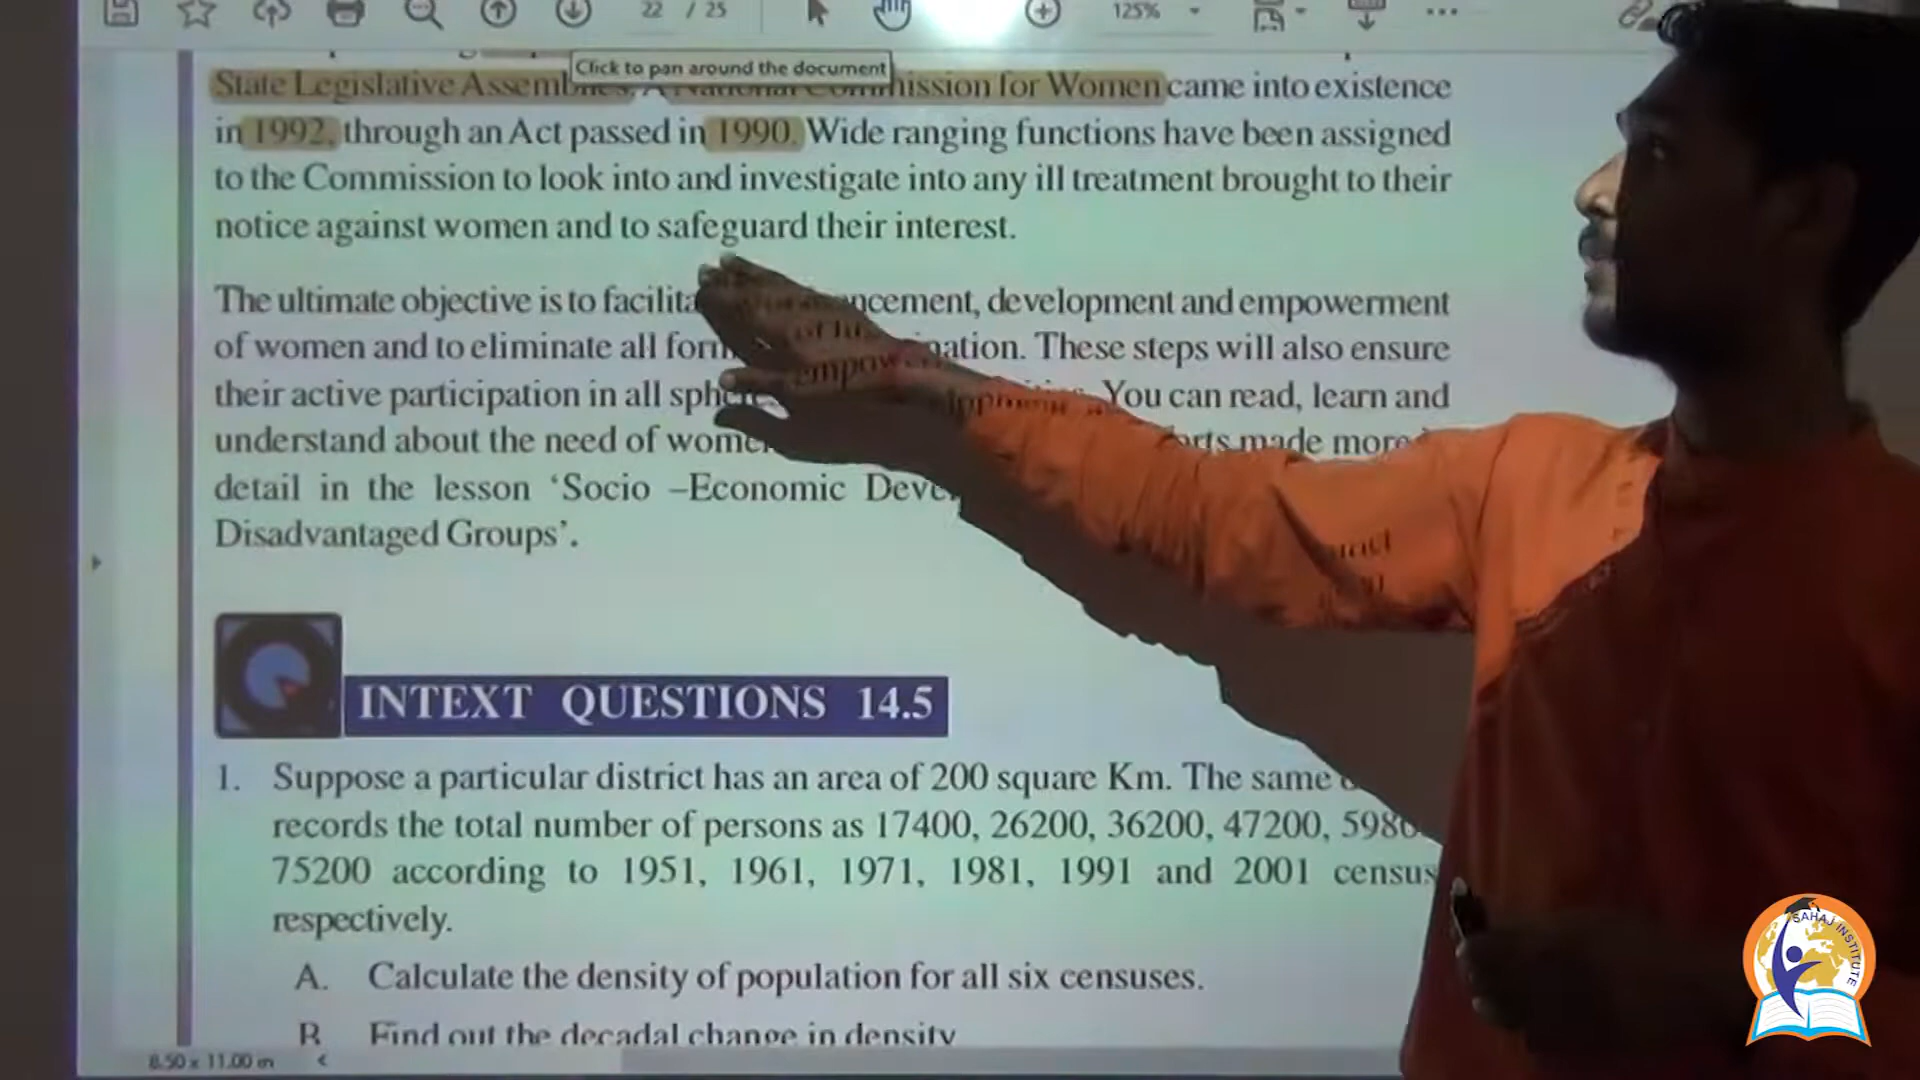 22 / 25
125%
Click to pan around the document
State Legislative Assemblies. A National Commission for Women came into existence
in 1992, through an Act passed in 1990. Wide ranging functions have been assigned
to the Commission to look into and investigate into any ill treatment brought to their
notice against women and to safeguard their interest.
The ultimate objective is to facilita ncement, development and empowerment
of women and to eliminate all form nation. These steps will also ensure
their active participation in all sph You can read, learn and
understand about the need of wome made more
detail in the lesson ‘Socio –Economic Deve
Disadvantaged Groups’.
INTEXT QUESTIONS 14.5
1. Suppose a particular district has an area of 200 square Km. The same
records the total number of persons as 17400, 26200, 36200, 47200, 598
75200 according to 1951, 1961, 1971, 1981, 1991 and 2001 census
respectively.
A. Calculate the density of population for all six censuses.
B Find out the decadal change in density
8.50 x 11.00 in
SAHAJ INSTITUTE